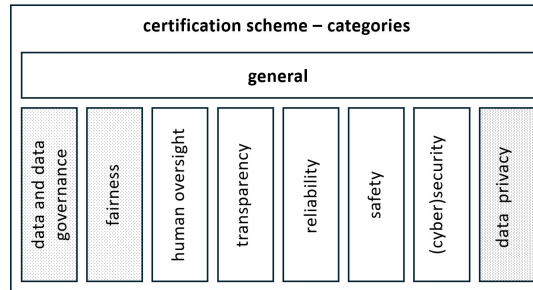 certification scheme – categories
general
data and data
governance
fairness
human oversight
transparency
reliability
safety
(cyber)security
data privacy